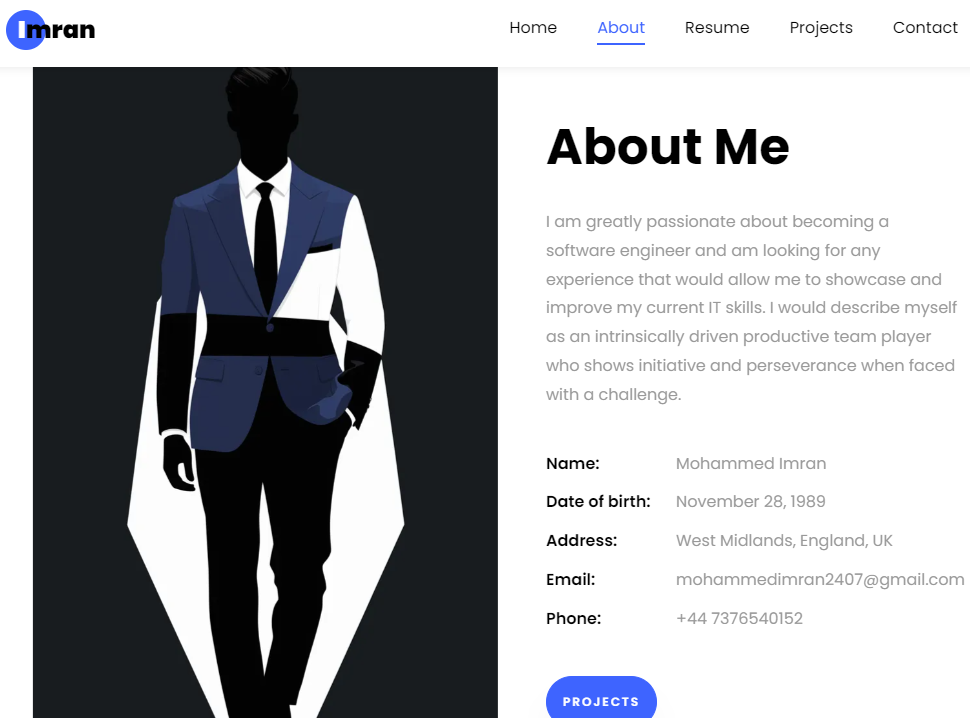 Imran
Home About Resume Projects Contact
About Me
I am greatly passionate about becoming a
software engineer and am looking for any
experience that would allow me to showcase and
improve my current IT skills. I would describe myself
as an intrinsically driven productive team player
who shows initiative and perseverance when faced
with a challenge.
Name: Mohammed Imran
Date of birth: November 28, 1989
Address: West Midlands, England, UK
Email: mohammedimran2407@gmail.com
Phone: +44 7376540152
PROJECTS